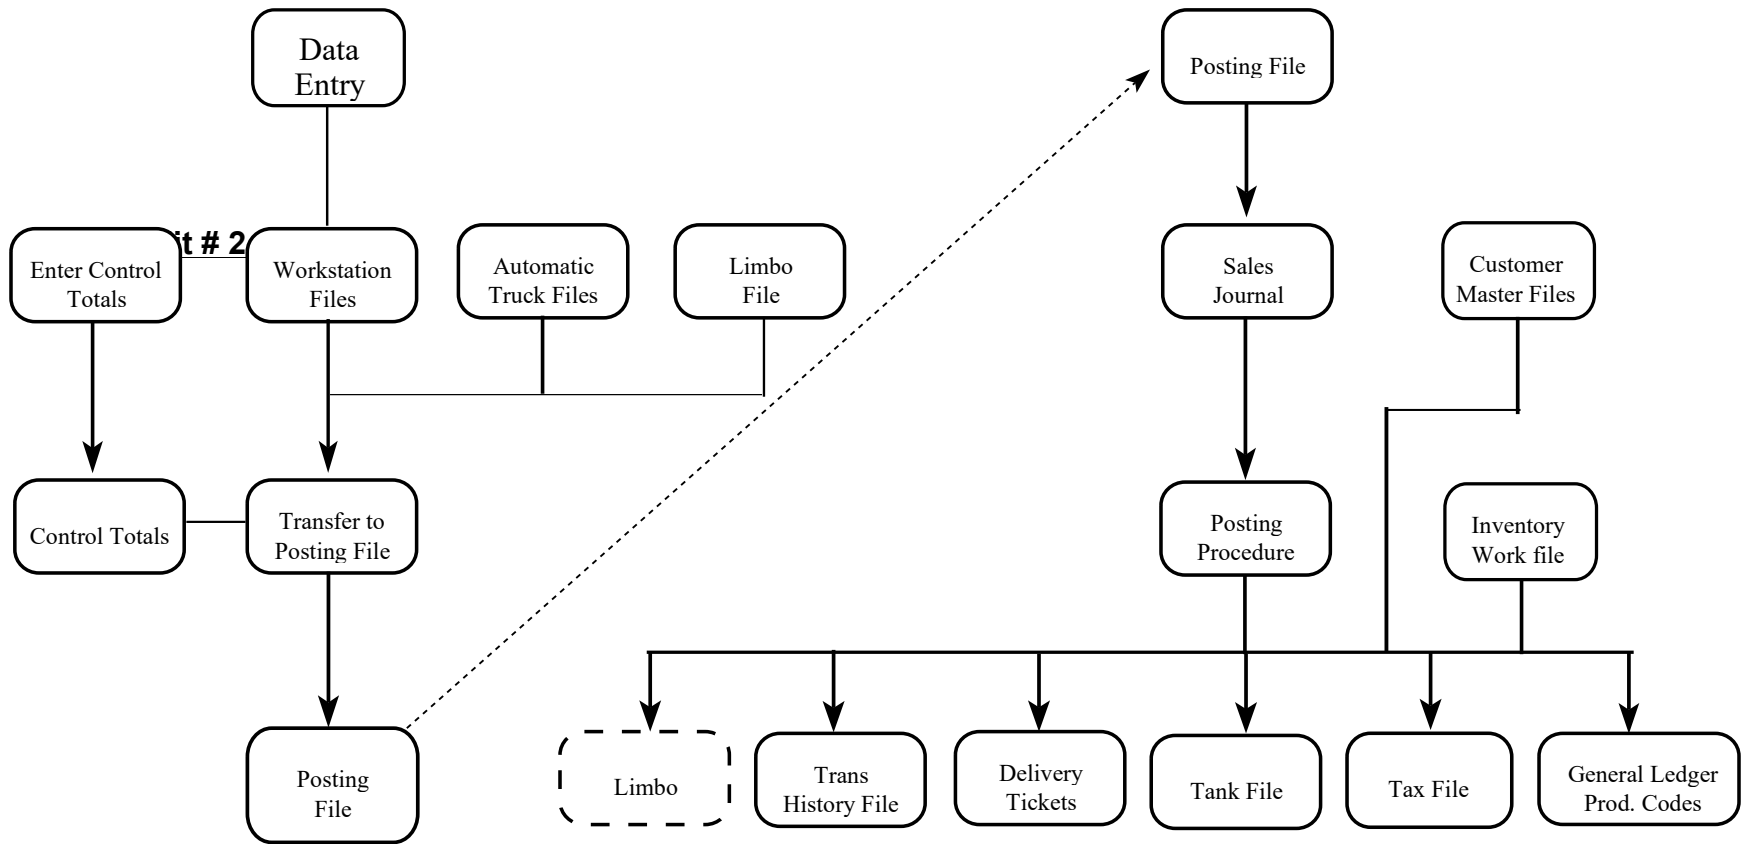 Data
Entry
Posting File
it # 2
Enter Control
Totals
Workstation
Files
Automatic
Truck Files
Limbo
File
Sales
Journal
Customer
Master Files
Control Totals
Transfer to
Posting File
Posting
Procedure
Inventory
Work file
Posting
File
Limbo
Trans
History File
Delivery
Tickets
Tank File
Tax File
General Ledger
Prod. Codes